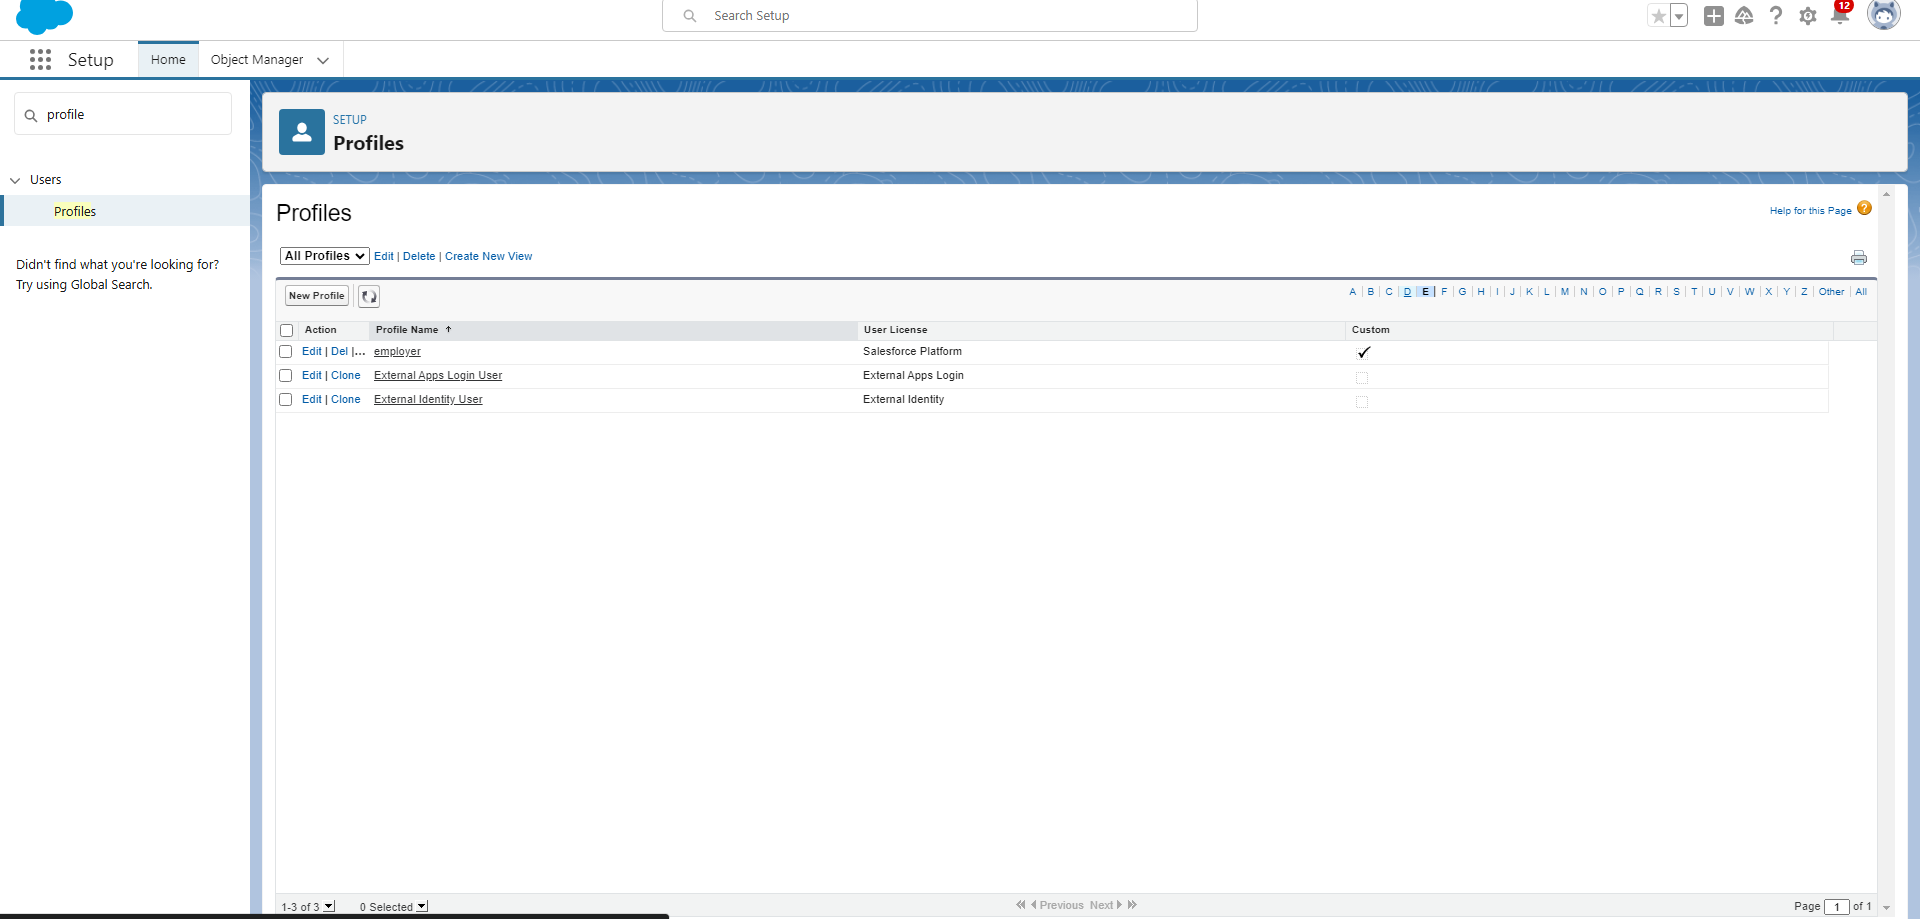 Search Setup
12
Setup
Home
Object Manager
profile
Users
Profiles
Didn't find what you're looking for?
Try using Global Search.
SETUP
Profiles
Profiles
Help for this Page ?
All Profiles Edit | Delete | Create New View
New Profile
A | B | C | D | E | F | G | H | I | J | K | L | M | N | O | P | Q | R | S | T | U | V | W | X | Y | Z | Other | All
Action Profile Name ↑ User License Custom
Edit | Del |... employer Salesforce Platform ✓
Edit | Clone External Apps Login User External Apps Login
Edit | Clone External Identity User External Identity
1-3 of 3 0 Selected Previous Next Page 1 of 1